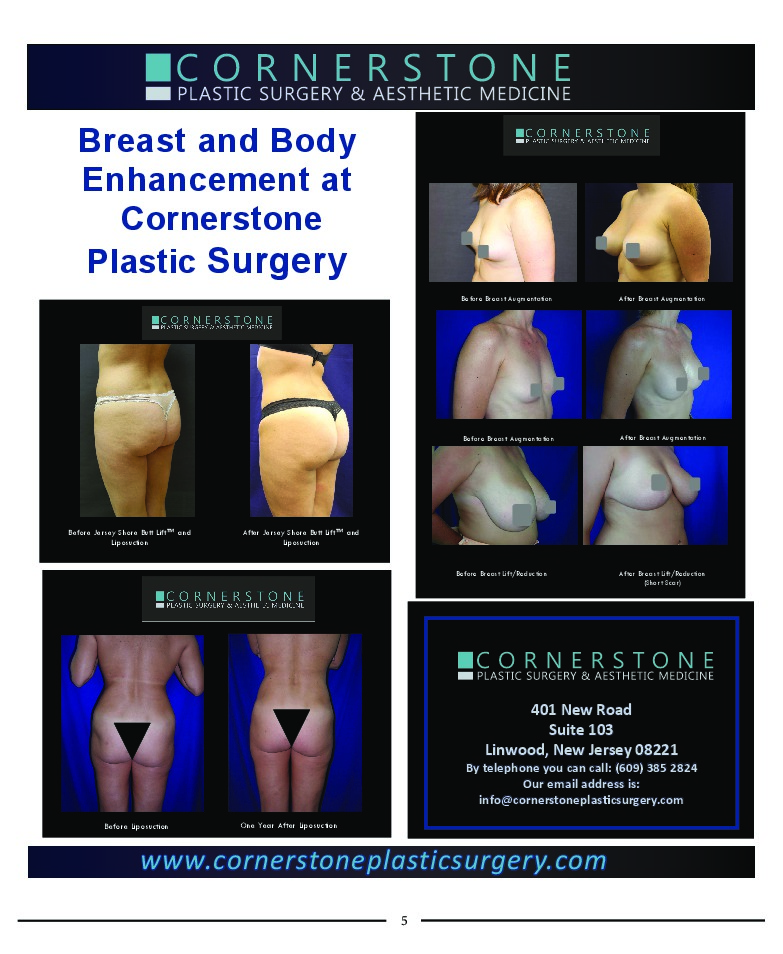 CORNERSTONE
PLASTIC SURGERY & AESTHETIC MEDICINE
Breast and Body
Enhancement at
Cornerstone
Plastic Surgery
CORNERSTONE
PLASTIC SURGERY & AESTHETIC MEDICINE
Before Jersey Shore Butt Lift™ and
Liposuction
After Jersey Shore Butt Lift™ and
Liposuction
CORNERSTONE
PLASTIC SURGERY & AESTHETIC MEDICINE
Before Liposuction
One Year After Liposuction
CORNERSTONE
PLASTIC SURGERY & AESTHETIC MEDICINE
Before Breast Augmentation
After Breast Augmentation
Before Breast Augmentation
After Breast Augmentation
Before Breast Lift/Reduction
After Breast Lift/Reduction
(Short Scar)
CORNERSTONE
PLASTIC SURGERY & AESTHETIC MEDICINE
401 New Road
Suite 103
Linwood, New Jersey 08221
By telephone you can call: (609) 385 2824
Our email address is:
info@cornerstoneplasticsurgery.com
www.cornerstoneplasticsurgery.com
5